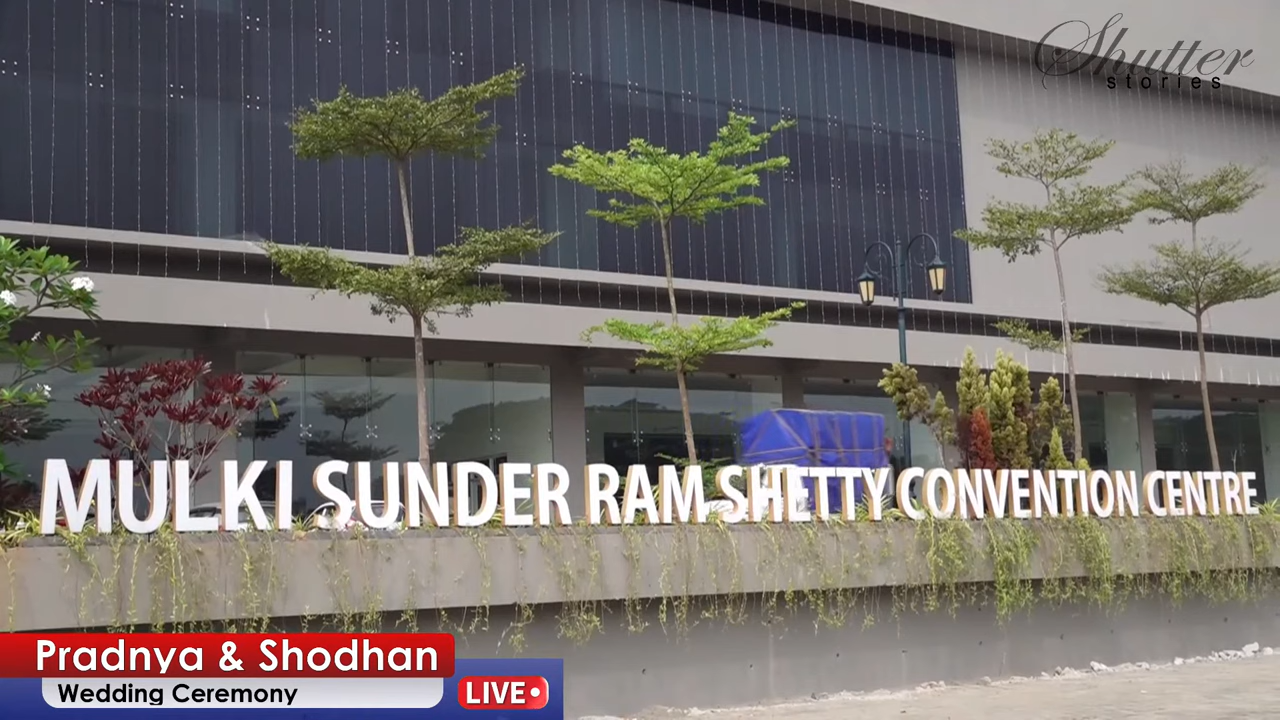 Shutter
stories
MULKI SUNDER RAM SHETTY CONVENTION CENTRE
Pradnya & Shodhan
Wedding Ceremony
LIVE